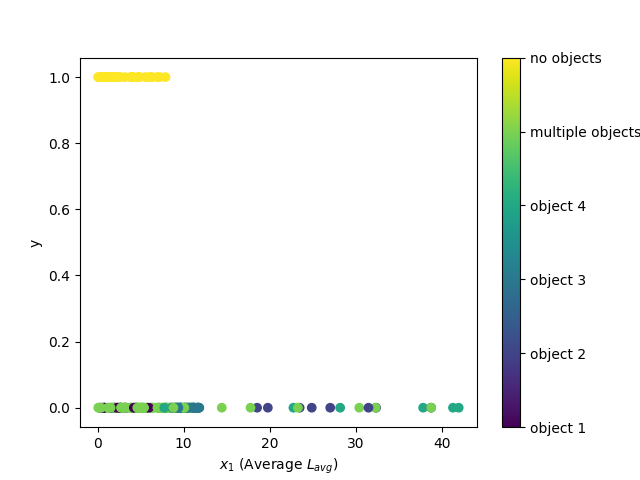 1.0
0.8
0.6
0.4
0.2
0.0
y
0
10
20
30
40
x₁ (Average L_avg)
no objects
multiple objects
object 4
object 3
object 2
object 1